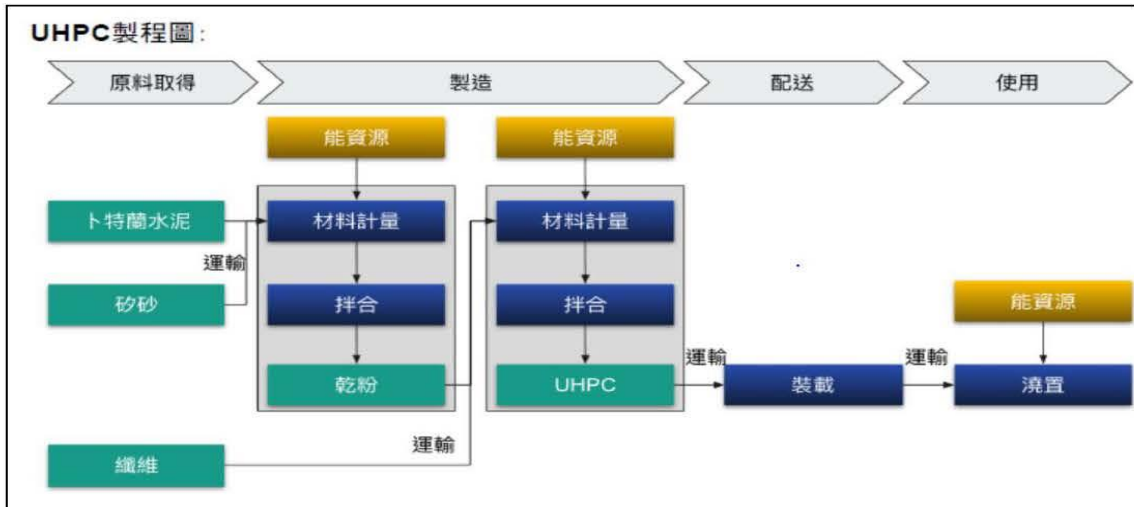 UHPC製程圖:
原料取得
製造
配送
使用
能資源
能資源
卜特蘭水泥
材料計量
材料計量
運輸
矽砂
拌合
拌合
能資源
乾粉
UHPC
運輸
裝載
運輸
澆置
運輸
纖維